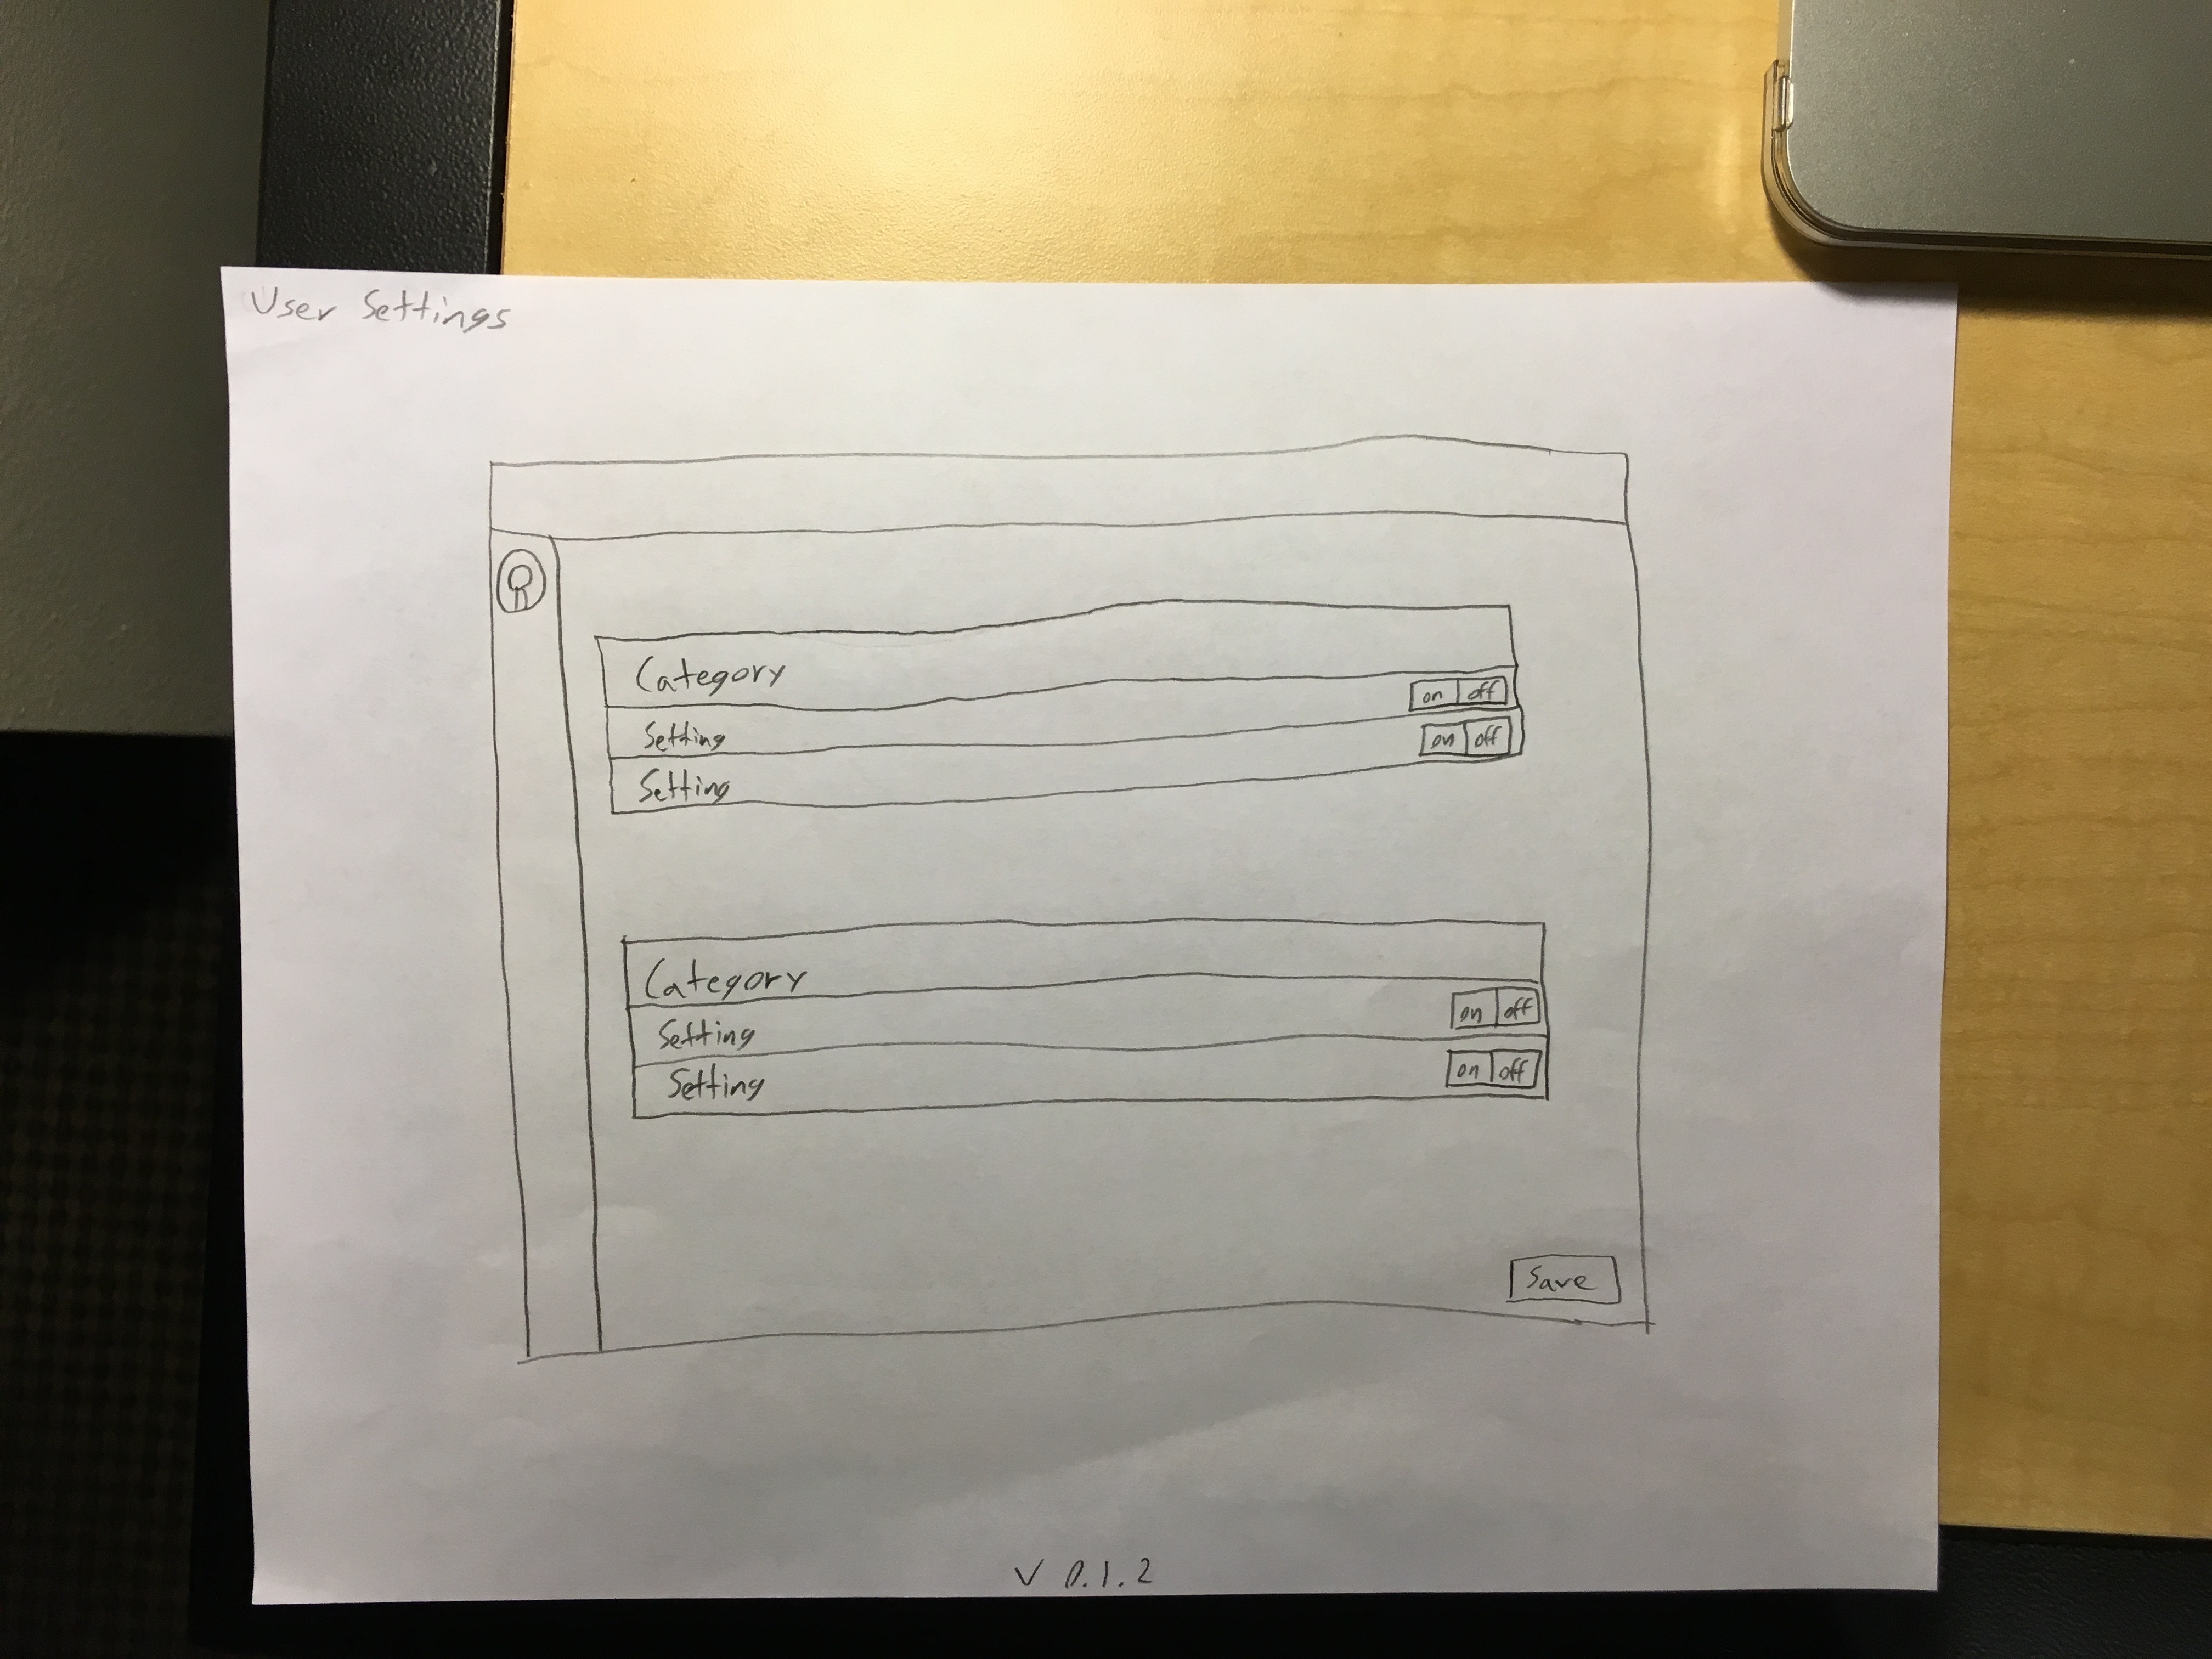 User Settings
Category
Setting on off
Setting on off
Category
Setting on off
Setting on off
Save
V 0.1.2